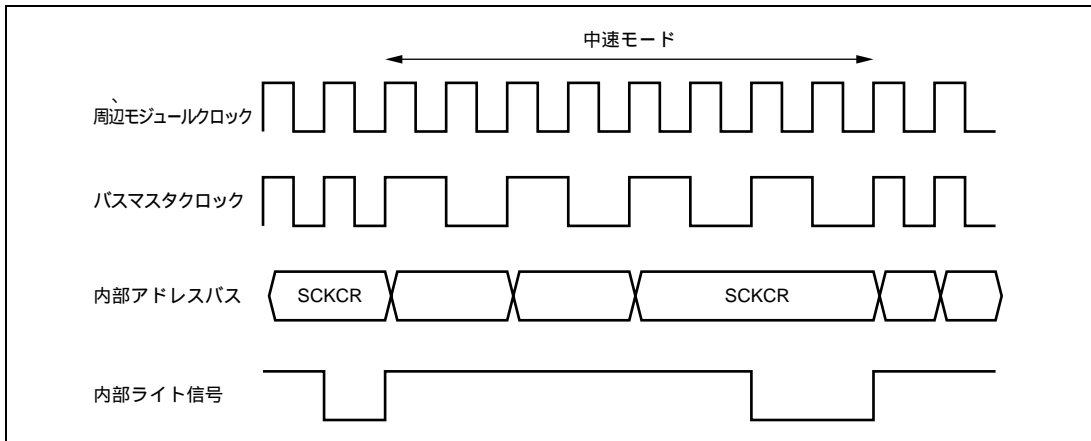 中速モード
周辺モジュールクロック
、
バスマスタクロック
内部アドレスバス
SCKCR
SCKCR
内部ライト信号